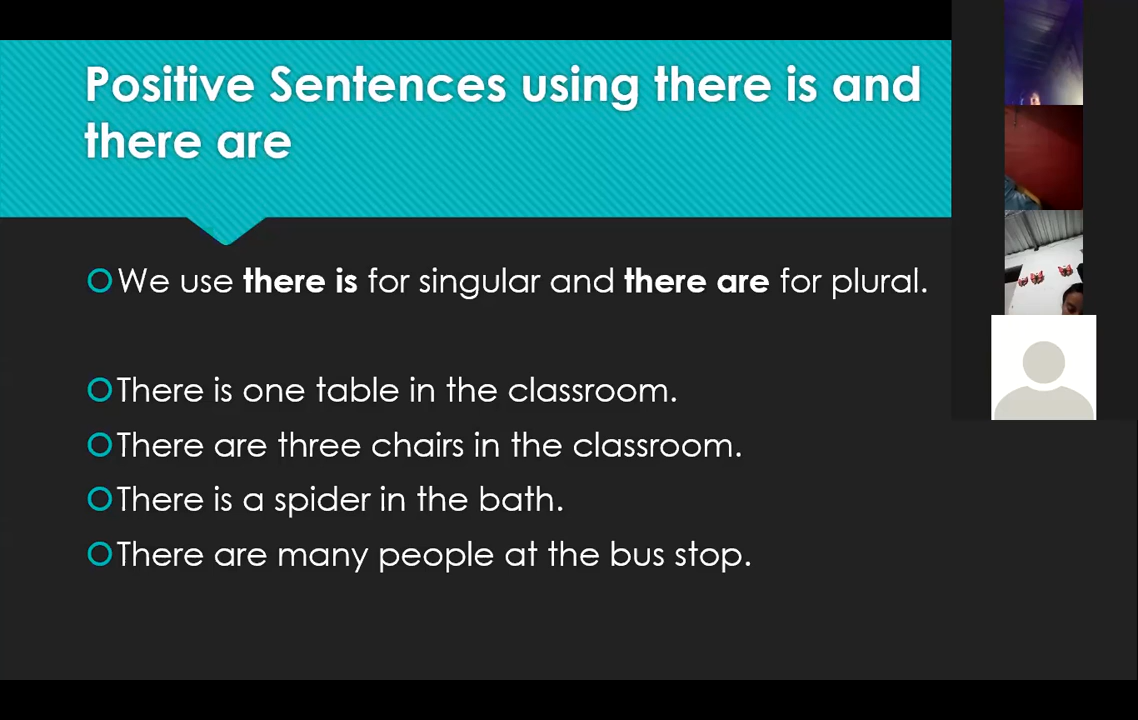 Positive Sentences using there is and
there are
We use there is for singular and there are for plural.
There is one table in the classroom.
There are three chairs in the classroom.
There is a spider in the bath.
There are many people at the bus stop.